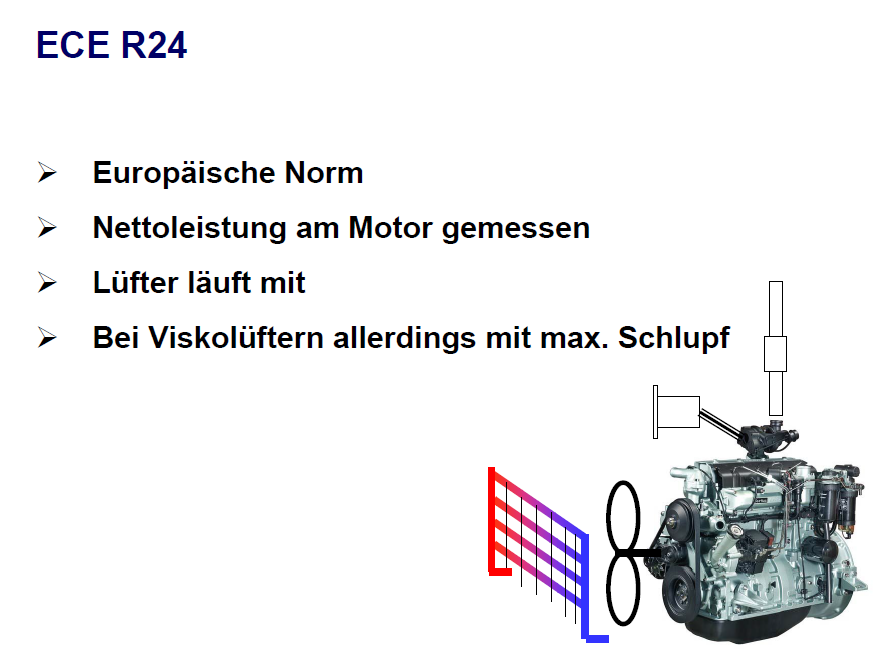 ECE R24
Europäische Norm
Nettoleistung am Motor gemessen
Lüfter läuft mit
Bei Viskolüftern allerdings mit max. Schlupf